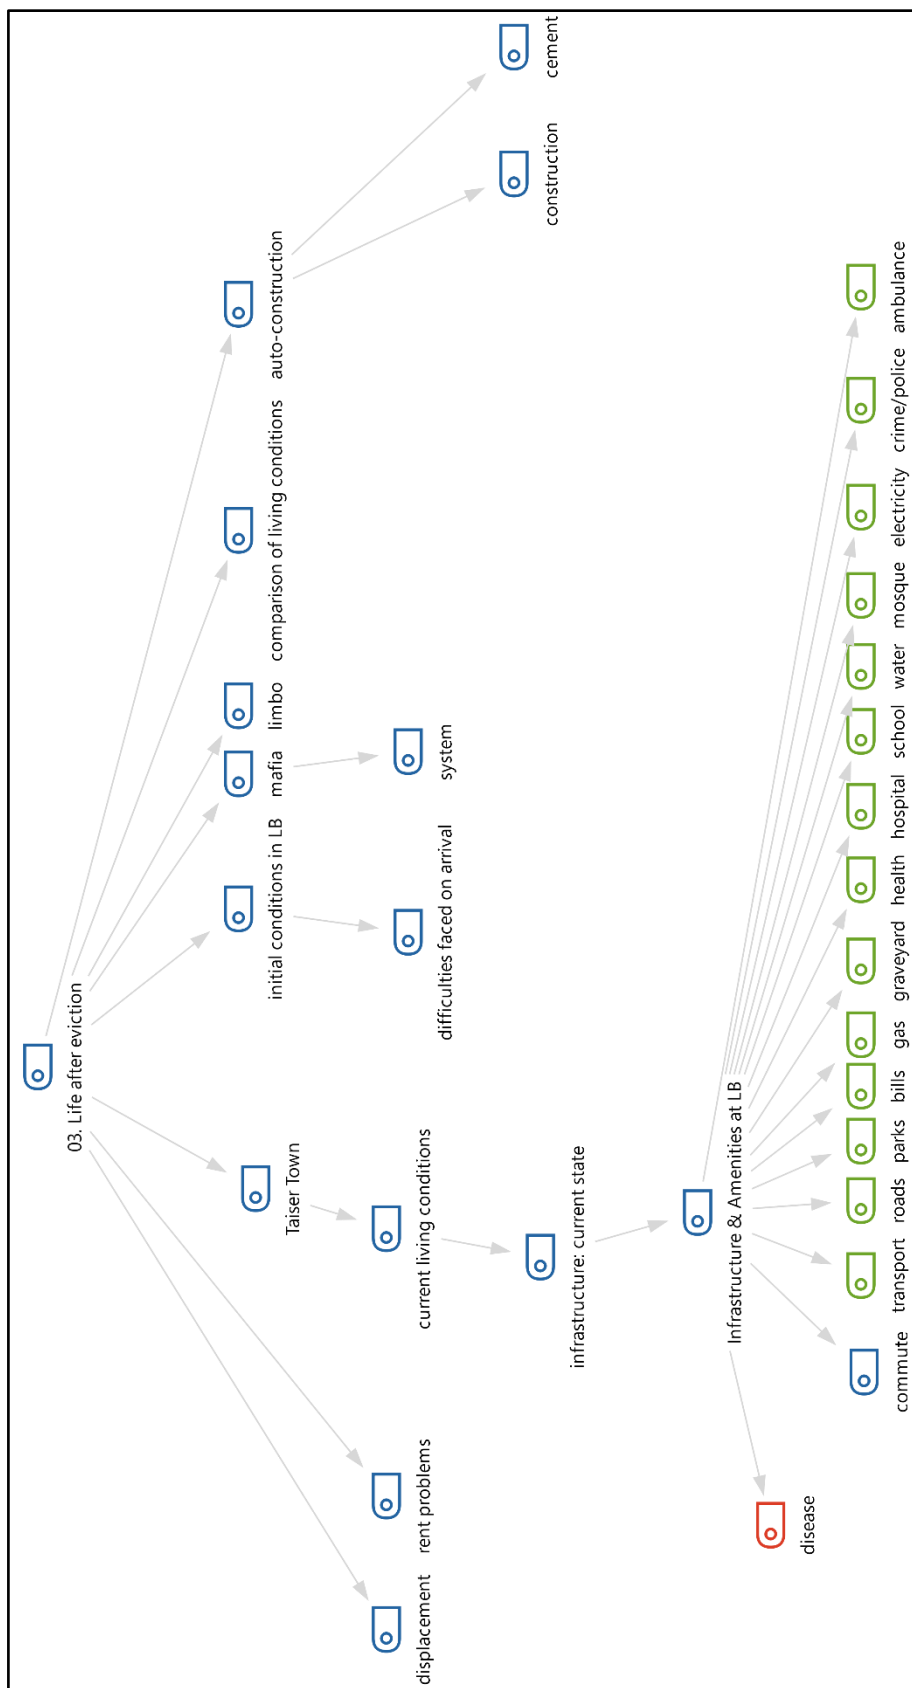 03. Life after eviction
displacement
rent problems
Taiser Town
initial conditions in LB
mafia
limbo
comparison of living conditions
auto-construction
current living conditions
difficulties faced on arrival
system
construction
cement
infrastructure: current state
Infrastructure & Amenities at LB
disease
commute
transport
roads
parks
bills
gas
graveyard
health
hospital
school
water
mosque
electricity
crime/police
ambulance